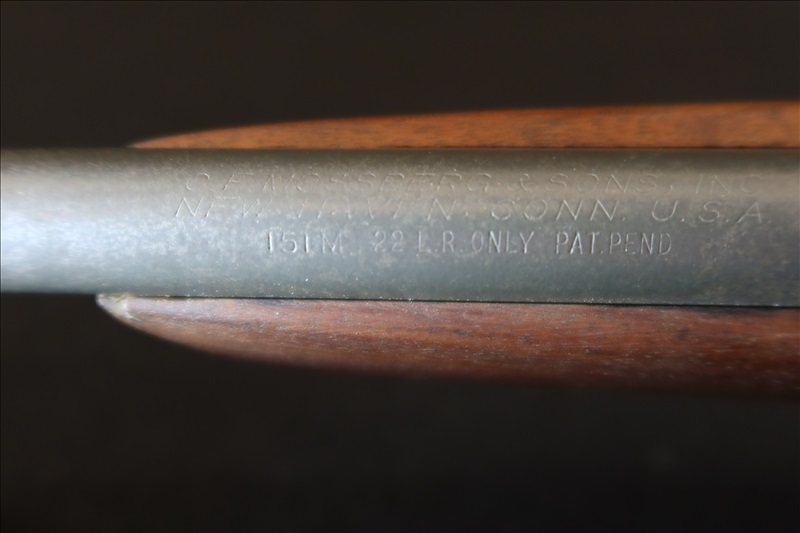 O.F. MOSSBERG & SONS, INC
NEW HAVEN, CONN. U.S.A.
151M .22 L.R. ONLY PAT. PEND